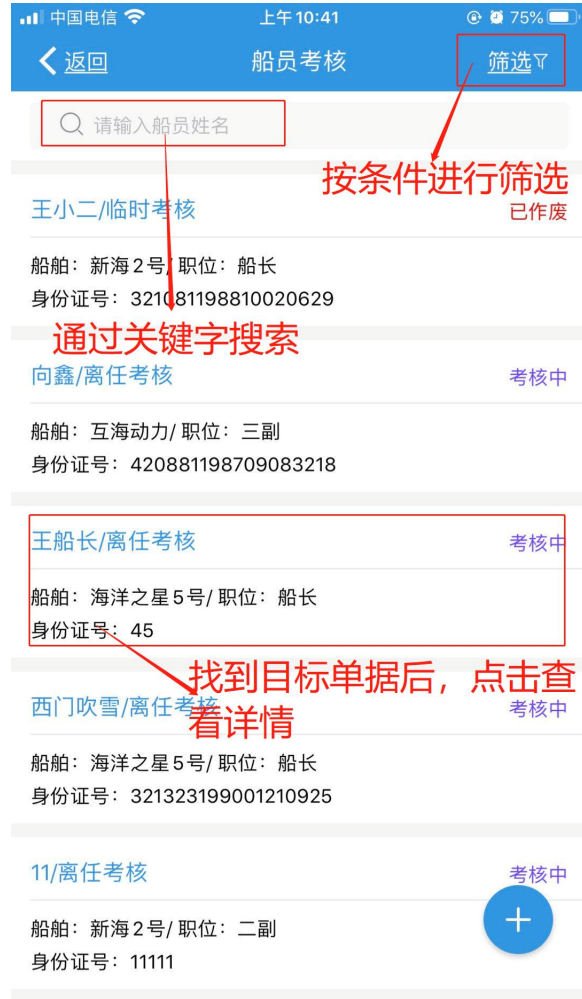 中国电信 上午10:41 75%
返回 船员考核 筛选
请输入船员姓名
按条件进行筛选
王小二/临时考核 已作废
船舶：新海2号/职位：船长
身份证号：321081198810020629
通过关键字搜索
向鑫/离任考核 考核中
船舶：互海动力/职位：三副
身份证号：420881198709083218
王船长/离任考核 考核中
船舶：海洋之星5号/职位：船长
身份证号：45
找到目标单据后，点击查
看详情
西门吹雪/离任考核 考核中
船舶：海洋之星5号/职位：船长
身份证号：321323199001210925
11/离任考核 考核中
船舶：新海2号/职位：二副
身份证号：11111